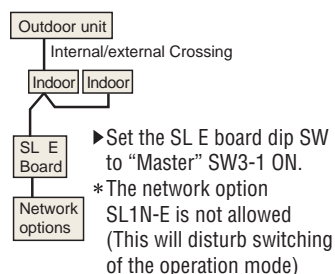 Outdoor unit
Internal/external Crossing
Indoor Indoor
SL E
Board
▶Set the SL E board dip SW
to “Master” SW3-1 ON.
Network
options
*The network option
SL1N-E is not allowed
(This will disturb switching
of the operation mode)